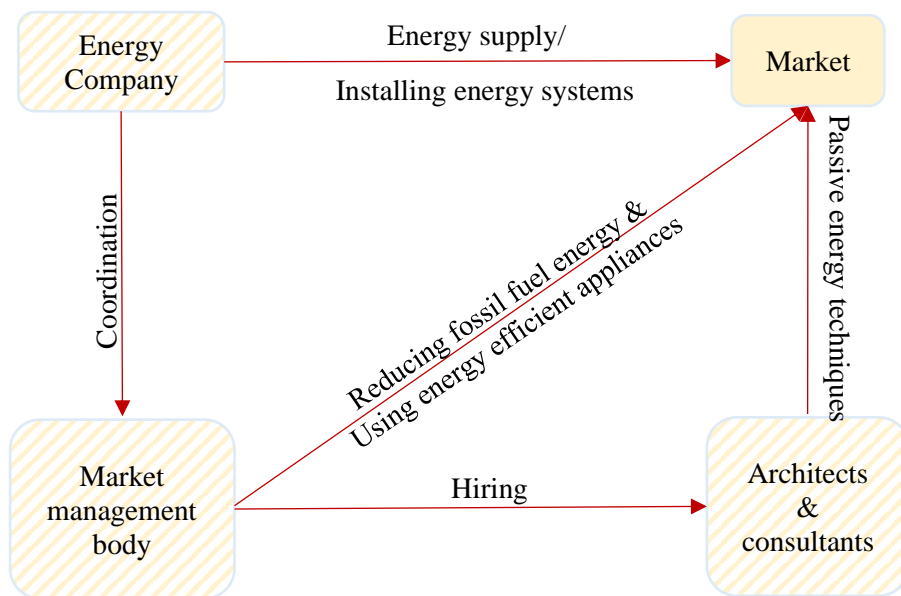 Energy
Company
Energy supply/
Installing energy systems
Market
Coordination
Reducing fossil fuel energy &
Using energy efficient appliances
Passive energy techniques
Market
management
body
Hiring
Architects
&
consultants